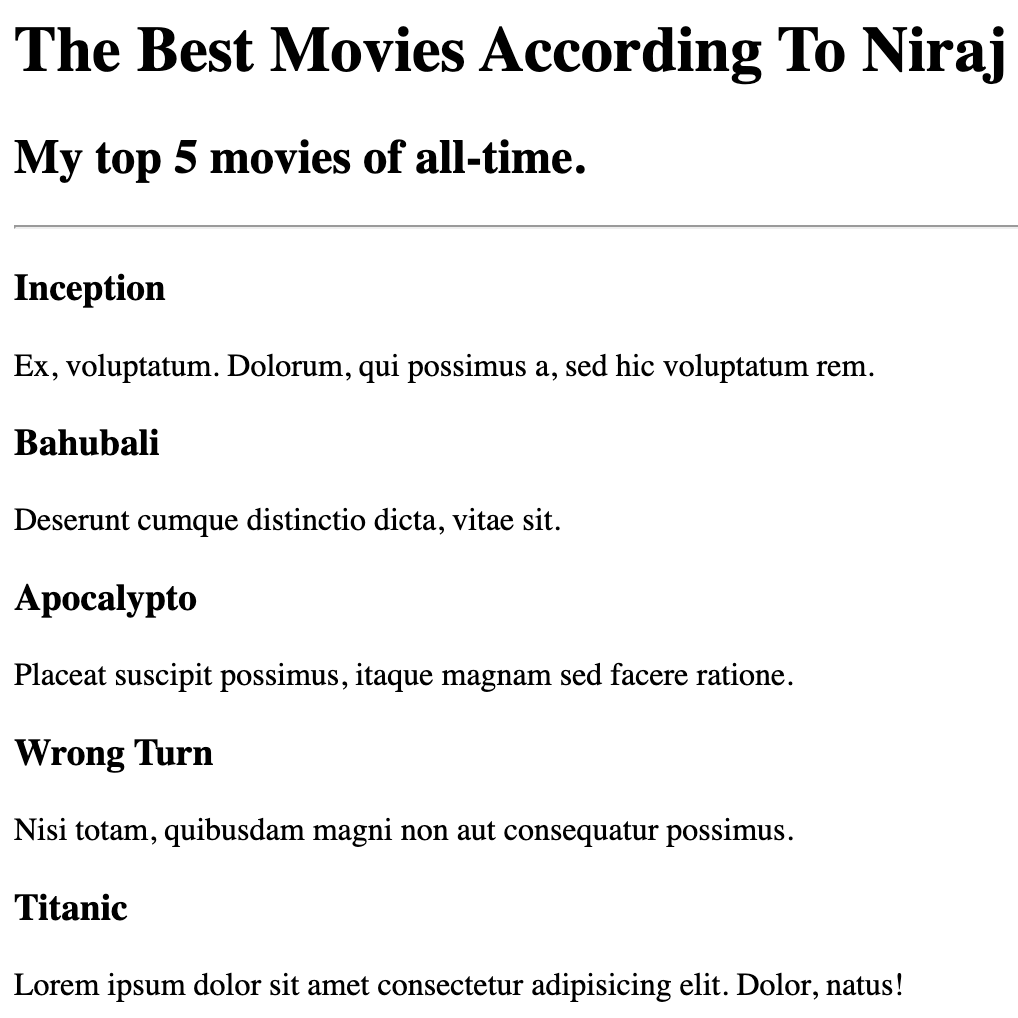 The Best Movies According To Niraj
My top 5 movies of all-time.
Inception
Ex, voluptatum. Dolorum, qui possimus a, sed hic voluptatum rem.
Bahubali
Deserunt cumque distinctio dicta, vitae sit.
Apocalypto
Placeat suscipit possimus, itaque magnam sed facere ratione.
Wrong Turn
Nisi totam, quibusdam magni non aut consequatur possimus.
Titanic
Lorem ipsum dolor sit amet consectetur adipisicing elit. Dolor, natus!